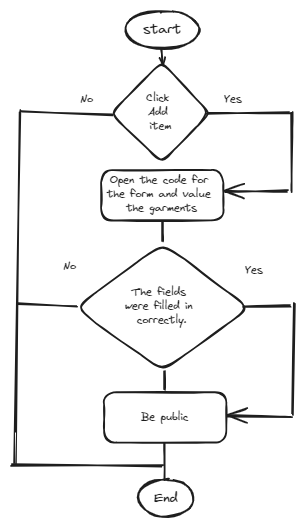 start
No
Yes
Click
Add
item
Open the code for
the form and value
the garments
No
Yes
The fields
were filled in
correctly.
Be public
End